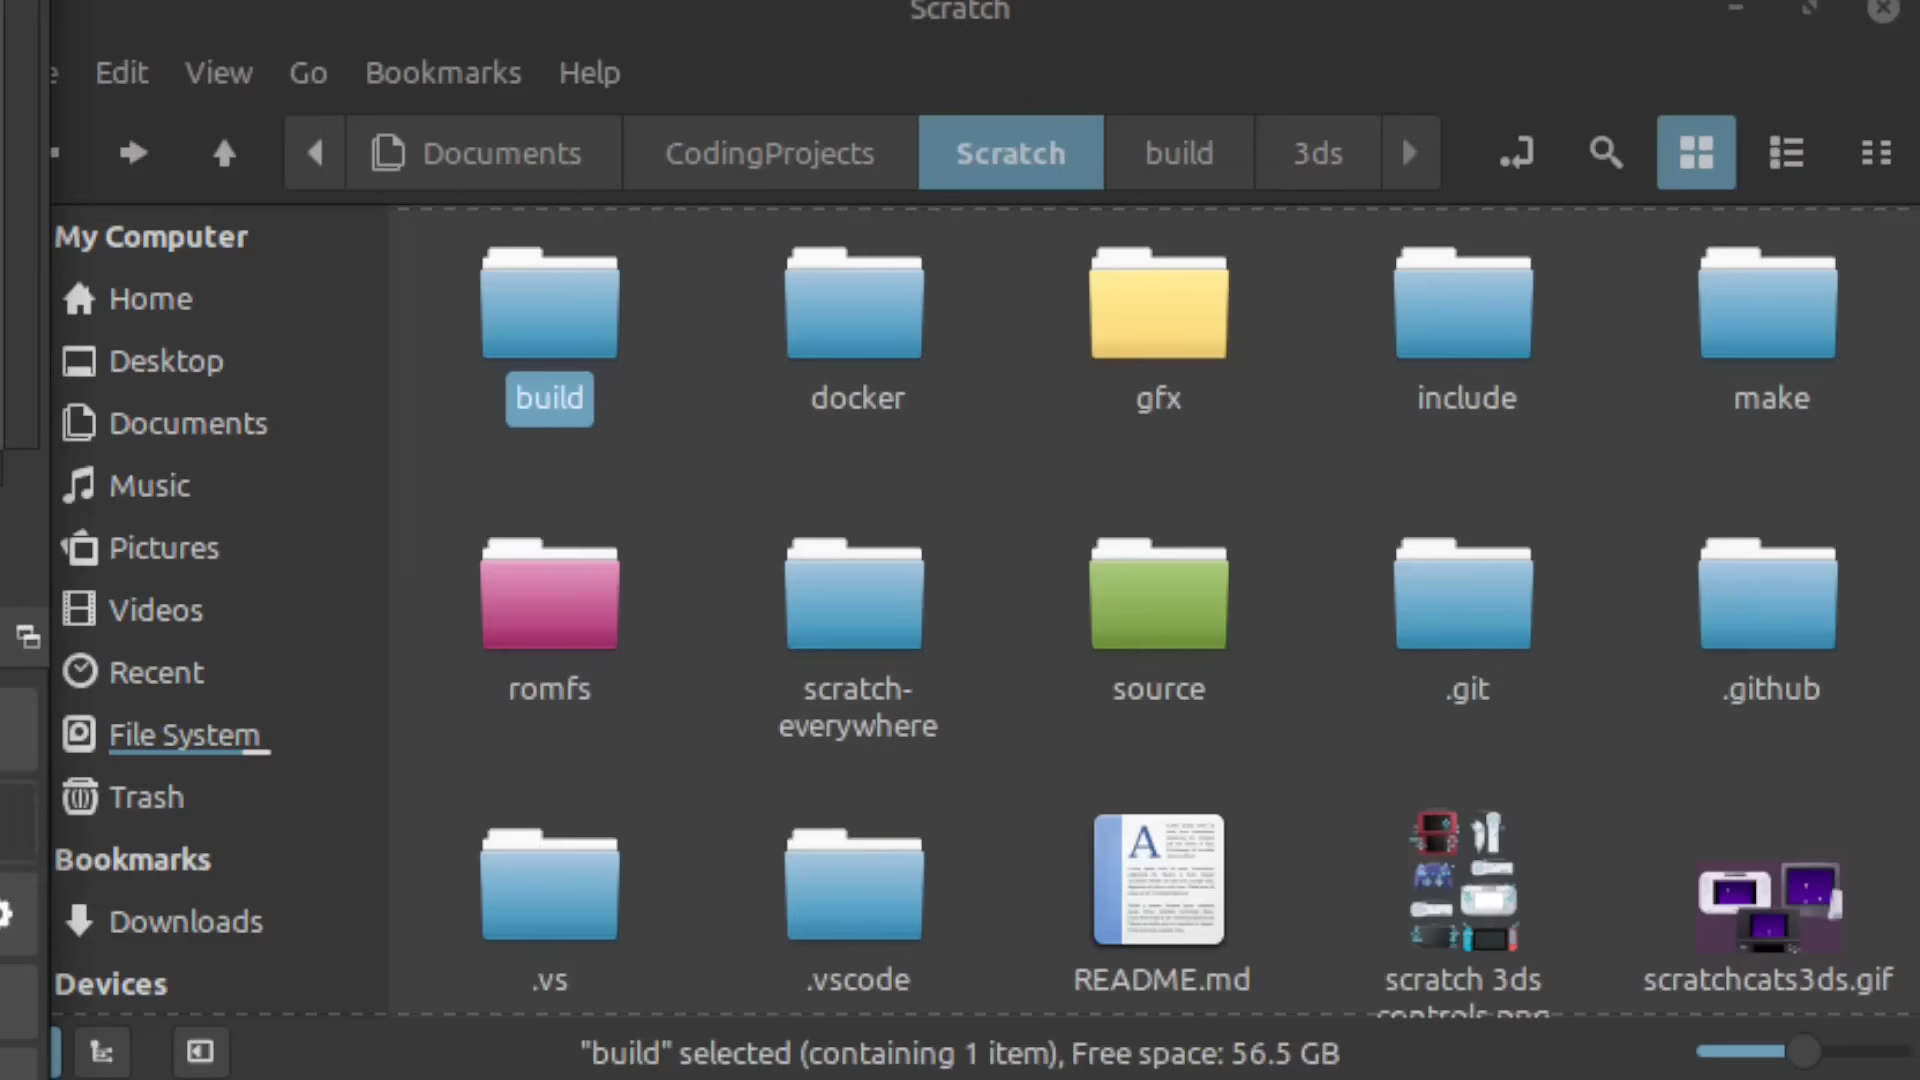 Scratch
Edit View Go Bookmarks Help
Documents CodingProjects Scratch build 3ds
My Computer
Home
Desktop
Documents
Music
Pictures
Videos
Recent
File System
Trash
Bookmarks
Downloads
Devices
build docker gfx include make
romfs scratch-everywhere source .git .github
.vs .vscode README.md scratch 3ds controls.png scratchcats3ds.gif
"build" selected (containing 1 item), Free space: 56.5 GB